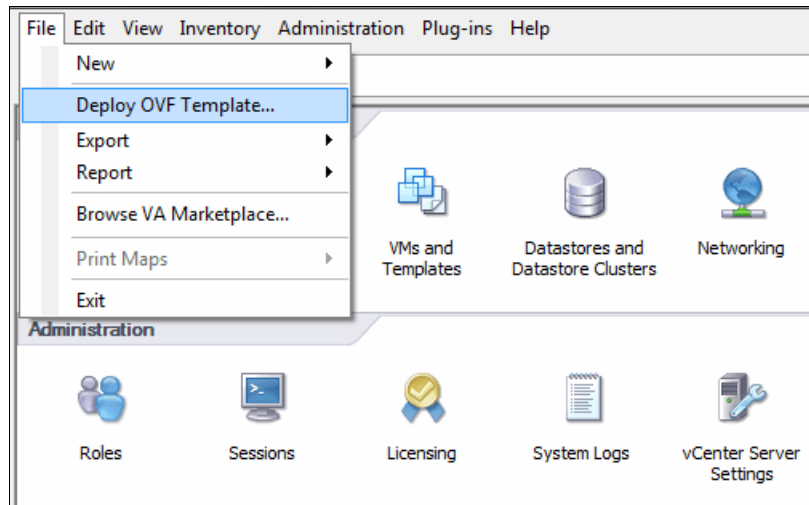 File Edit View Inventory Administration Plug-ins Help
New
Deploy OVF Template...
Export
Report
Browse VA Marketplace...
Print Maps
Exit
VMs and
Templates
Datastores and
Datastore Clusters
Networking
Administration
Roles
Sessions
Licensing
System Logs
vCenter Server
Settings